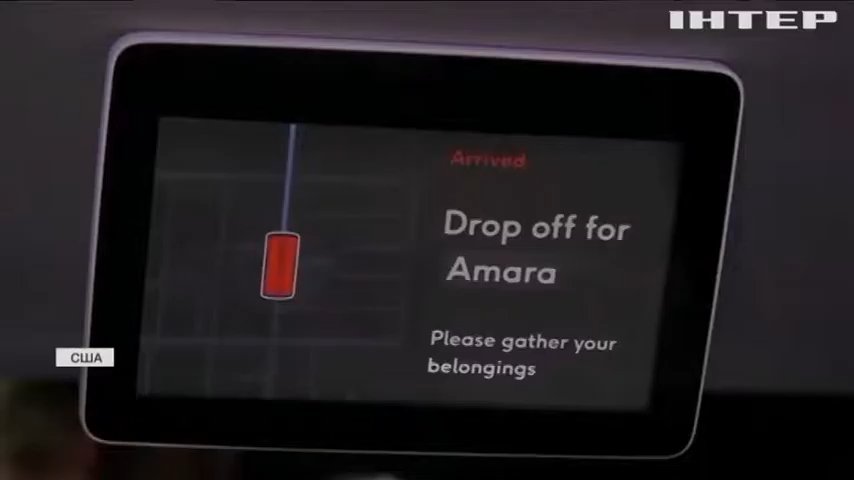 ІНТЕР
Arrived
Drop off for
Amara
Please gather your
belongings
США